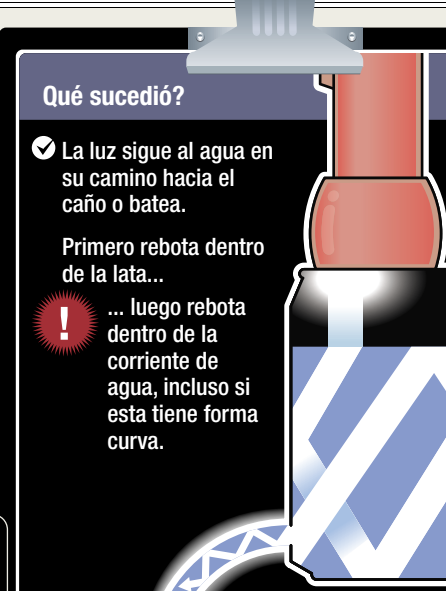 Qué sucedió?
La luz sigue al agua en
su camino hacia el
caño o batea.
Primero rebota dentro
de la lata...
!
... luego rebota
dentro de la
corriente de
agua, incluso si
esta tiene forma
curva.